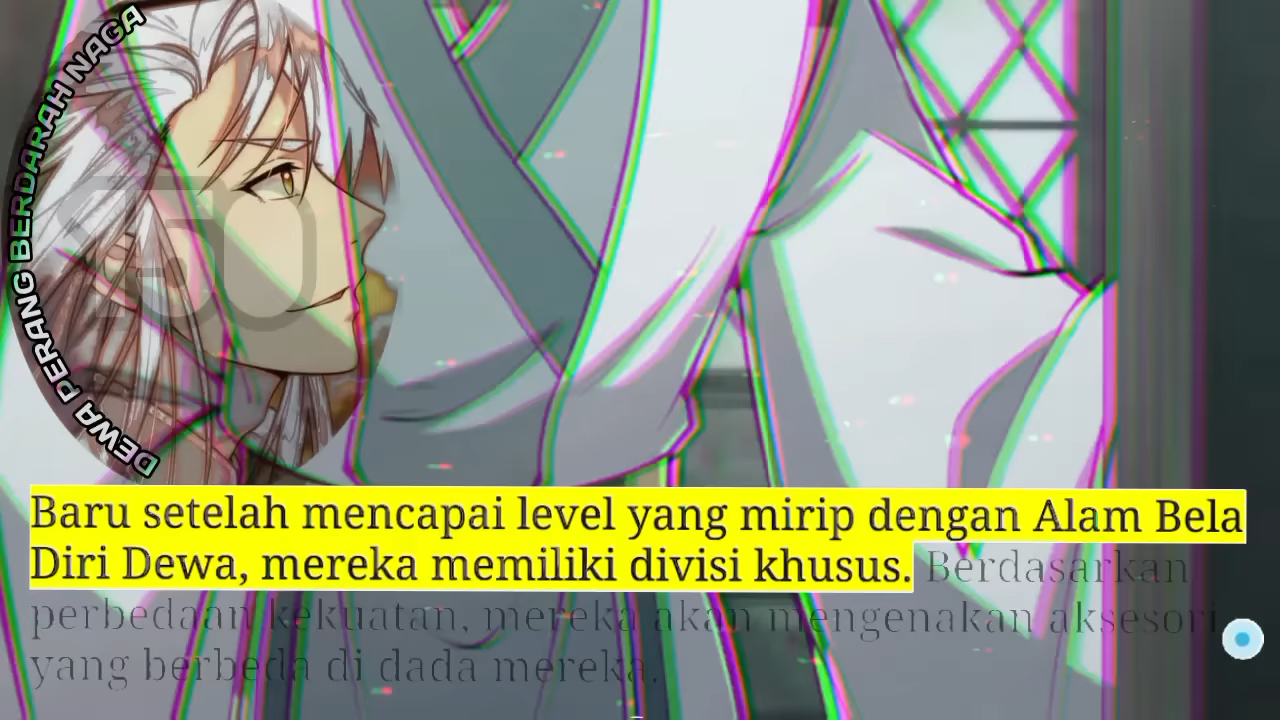 DEWA PERANG BERDARAH NAGA
150
Baru setelah mencapai level yang mirip dengan Alam Bela
Diri Dewa, mereka memiliki divisi khusus. Berdasarkan
perbedaan kekuatan, mereka akan mengenakan aksesori
yang berbeda di dada mereka.